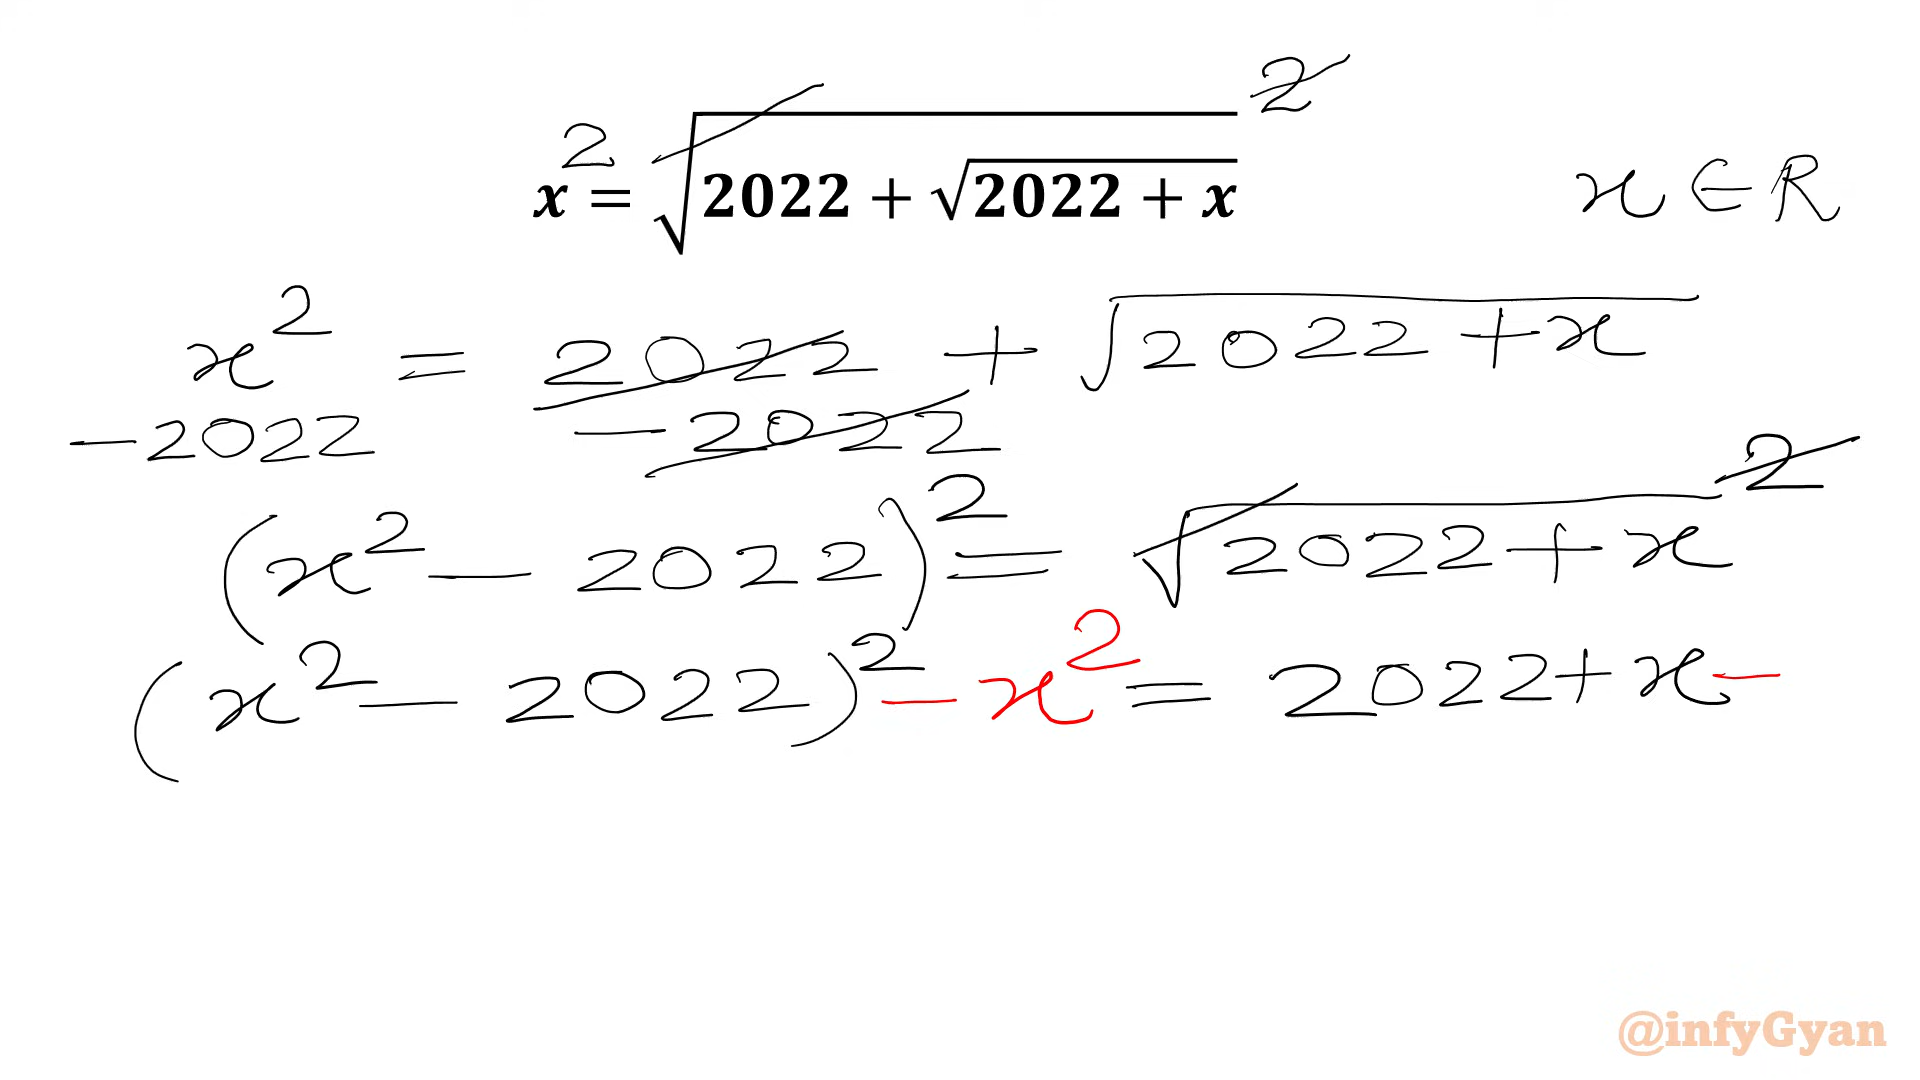 x² = √(2022 + √(2022 + x))²
x ∈ R
x² = 2022 + √(2022 + x)
-2022 -2022
(x² - 2022)² = √(2022 + x)²
(x² - 2022)² - x² = 2022 + x -
@infyGyan